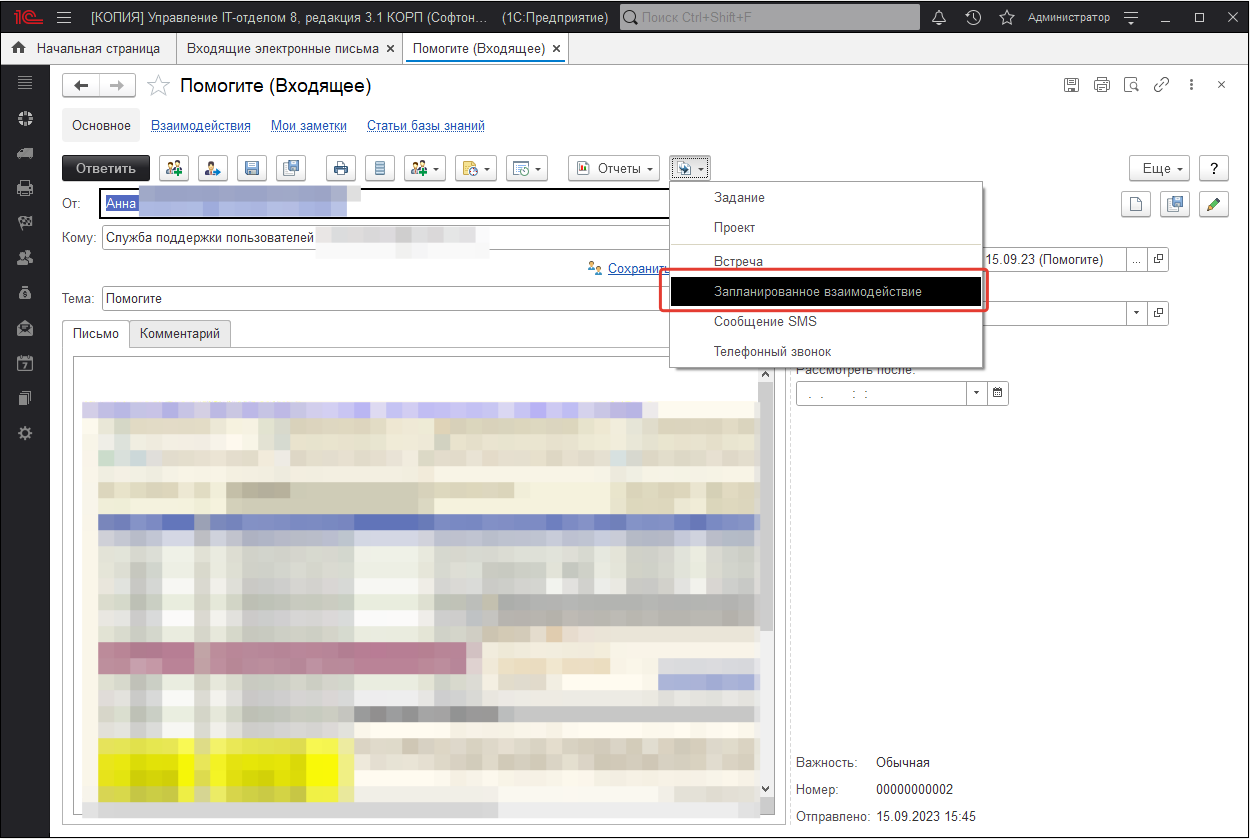 1С [КОПИЯ] Управление IT-отделом 8, редакция 3.1 КОРП (Софтон... (1С:Предприятие) Поиск Ctrl+Shift+F Администратор
Начальная страница Входящие электронные письма × Помогите (Входящее) ×
Помогите (Входящее)
Основное Взаимодействия Мои заметки Статьи базы знаний
Ответить Отчеты Еще ?
Задание
От: Анна
Проект
Кому: Служба поддержки пользователей
Встреча
15.09.23 (Помогите) ...
Сохранить
Запланированное взаимодействие
Тема: Помогите
Сообщение SMS
Письмо Комментарий
Телефонный звонок
Рассмотреть после:
. . : :
7
Важность: Обычная
Номер: 00000000002
Отправлено: 15.09.2023 15:45